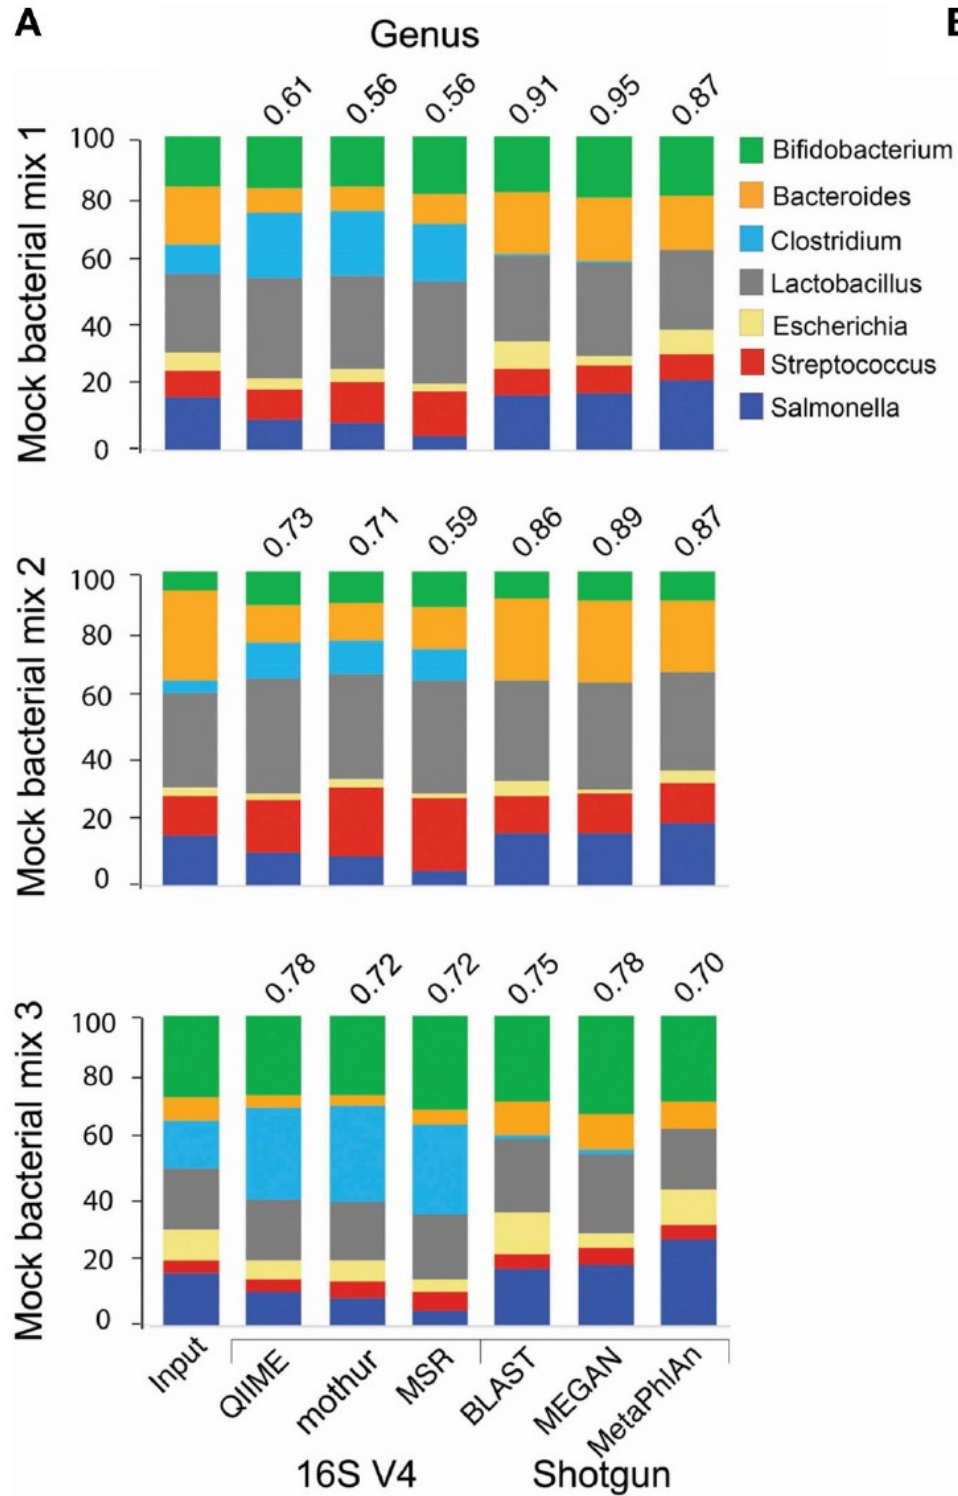 A
Genus
0.61 0.56 0.56 0.91 0.95 0.87
Mock bacterial mix 1
100
80
60
40
20
0
Bifidobacterium
Bacteroides
Clostridium
Lactobacillus
Escherichia
Streptococcus
Salmonella
0.73 0.71 0.59 0.86 0.89 0.87
Mock bacterial mix 2
100
80
60
40
20
0
0.78 0.72 0.72 0.75 0.78 0.70
Mock bacterial mix 3
100
80
60
40
20
0
Input QIIME mothur MSR BLAST MEGAN MetaPhlAn
16S V4 Shotgun